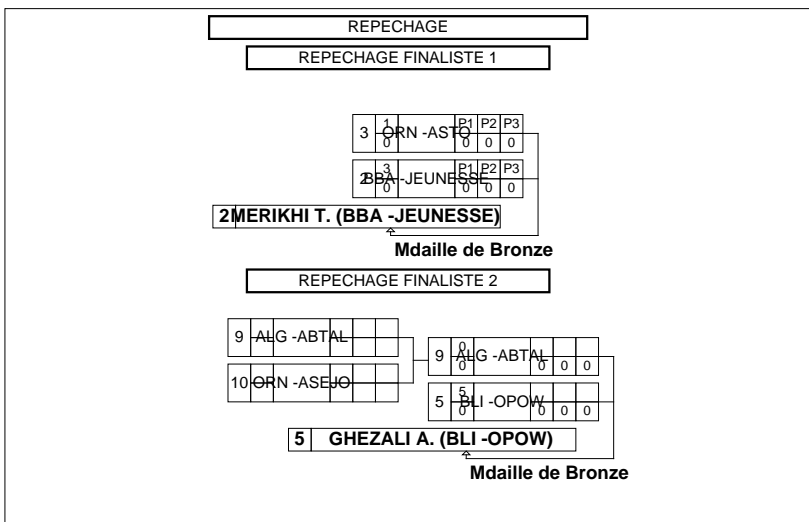 REPECHAGE
REPECHAGE FINALISTE 1
3 1 0 ORN -ASTO P1 P2 P3 0 0 0
2 3 0 BBA -JEUNESSE P1 P2 P3 0 0 0
2 MERIKHI T. (BBA -JEUNESSE)
Mdaille de Bronze
REPECHAGE FINALISTE 2
9 ALG -ABTAL
10 ORN -ASEJO
9 0 0 ALG -ABTAL 0 0 0
5 5 0 BLI -OPOW 0 0 0
5 GHEZALI A. (BLI -OPOW)
Mdaille de Bronze